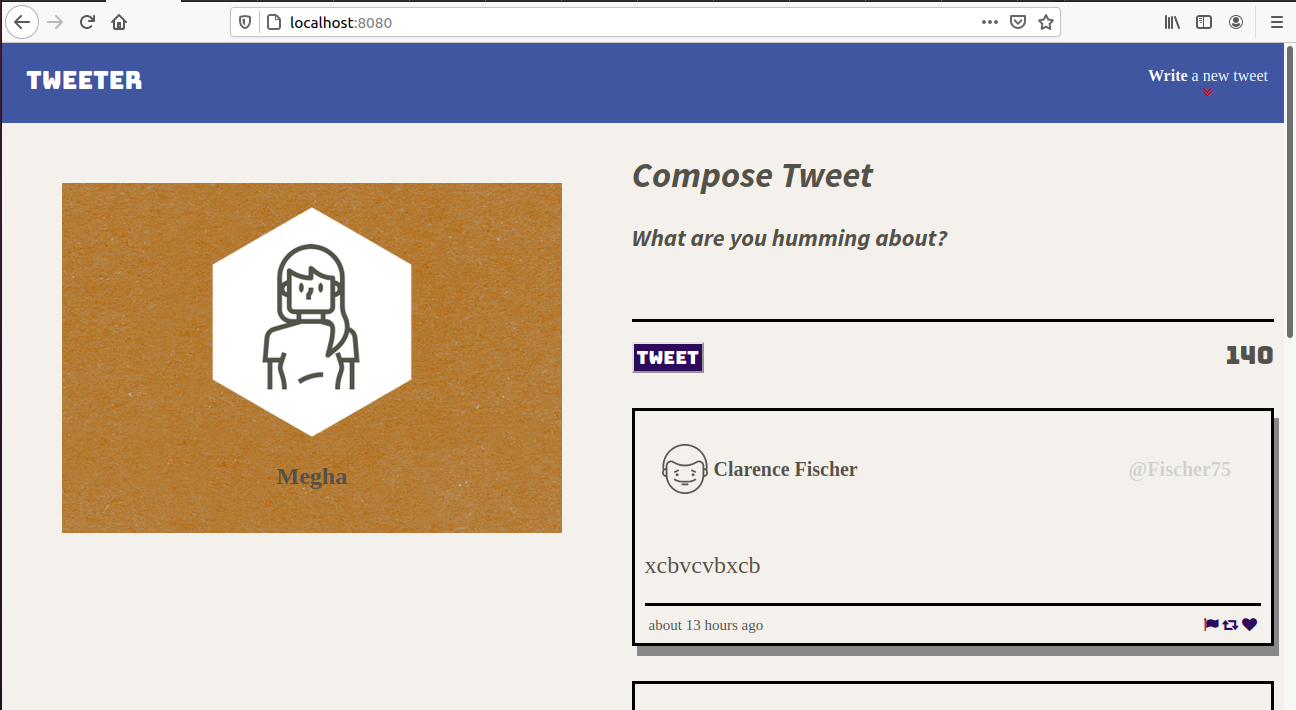 localhost:8080
TWEETER
Write a new tweet
Megha
Compose Tweet
What are you humming about?
TWEET
140
Clarence Fischer
@Fischer75
xcbvcvbxcb
about 13 hours ago